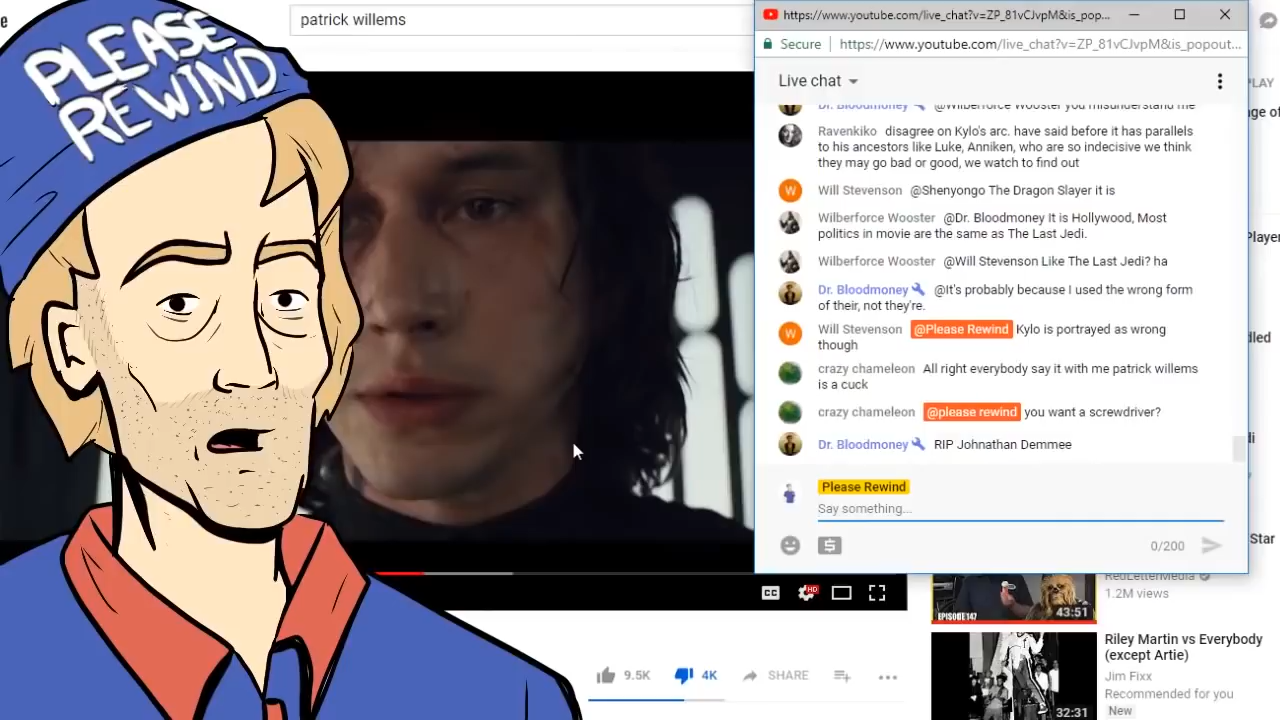 PLEASE
REWIND
e
patrick willems
https://www.youtube.com/live_chat?v=ZP_81vCJvpM&is_pop...
Secure
https://www.youtube.com/live_chat?v=ZP_81vCJvpM&is_popout...
Live chat
Dr. Bloodmoney @Wilberforce Wooster you misunderstand me
Ravenkiko disagree on Kylo's arc. have said before it has parallels
to his ancestors like Luke, Anniken, who are so indecisive we think
they may go bad or good, we watch to find out
W Will Stevenson @Shenyongo The Dragon Slayer it is
Wilberforce Wooster @Dr. Bloodmoney It is Hollywood, Most
politics in movie are the same as The Last Jedi.
Wilberforce Wooster @Will Stevenson Like The Last Jedi? ha
Dr. Bloodmoney @It's probably because I used the wrong form
of their, not they're.
W Will Stevenson @Please Rewind Kylo is portrayed as wrong
though
crazy chameleon All right everybody say it with me patrick willems
is a cuck
crazy chameleon @please rewind you want a screwdriver?
Dr. Bloodmoney RIP Johnathan Demmee
Please Rewind
Say something...
0/200
PLAY
nge of
Player
dled
di
Star
CC
HD
9.5K
4K
SHARE
RedLetterMedia
1.2M views
EPISODE 147
43:51
Riley Martin vs Everybody
(except Artie)
Jim Fixx
Recommended for you
New
32:31